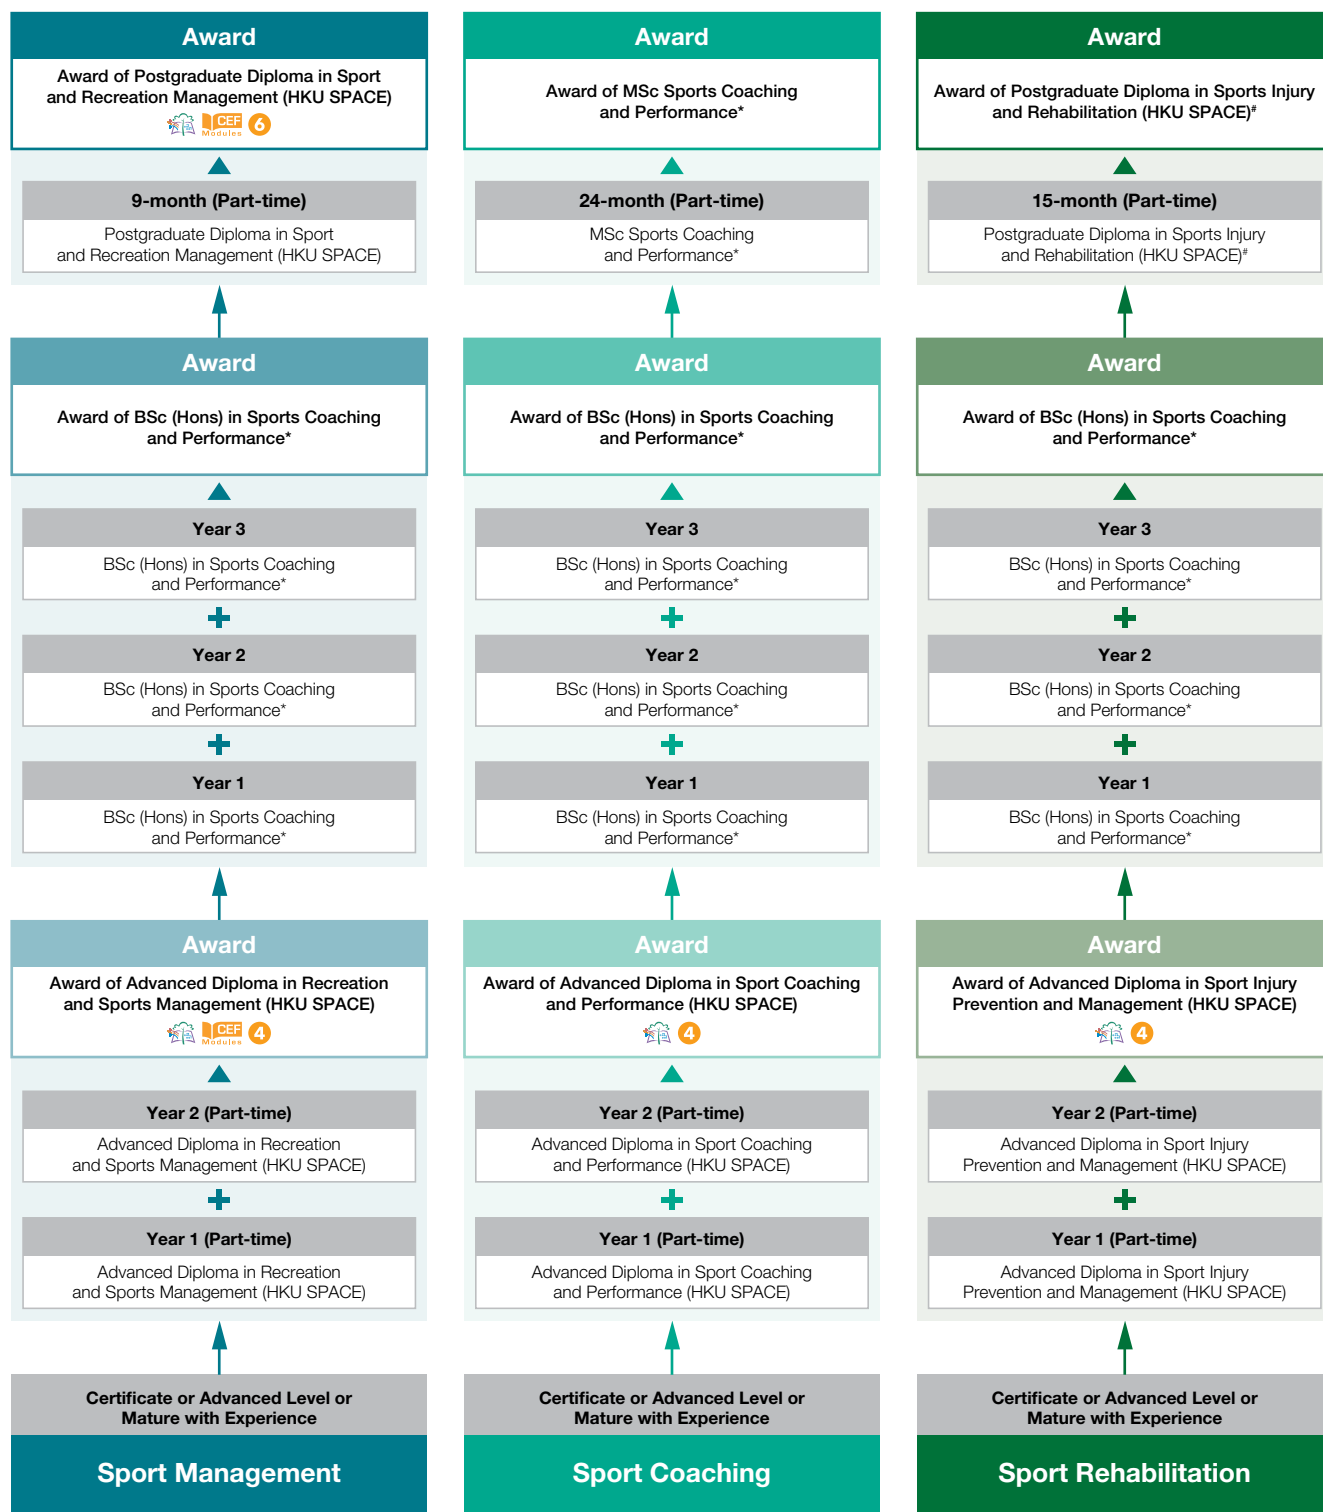 Award
Award of Postgraduate Diploma in Sport
and Recreation Management (HKU SPACE)
CEF
Modules
6
9-month (Part-time)
Postgraduate Diploma in Sport
and Recreation Management (HKU SPACE)
Award
Award of BSc (Hons) in Sports Coaching
and Performance*
Year 3
BSc (Hons) in Sports Coaching
and Performance*
Year 2
BSc (Hons) in Sports Coaching
and Performance*
Year 1
BSc (Hons) in Sports Coaching
and Performance*
Award
Award of Advanced Diploma in Recreation
and Sports Management (HKU SPACE)
CEF
Modules
4
Year 2 (Part-time)
Advanced Diploma in Recreation
and Sports Management (HKU SPACE)
Year 1 (Part-time)
Advanced Diploma in Recreation
and Sports Management (HKU SPACE)
Certificate or Advanced Level or
Mature with Experience
Sport Management
Award
Award of MSc Sports Coaching
and Performance*
24-month (Part-time)
MSc Sports Coaching
and Performance*
Award
Award of BSc (Hons) in Sports Coaching
and Performance*
Year 3
BSc (Hons) in Sports Coaching
and Performance*
Year 2
BSc (Hons) in Sports Coaching
and Performance*
Year 1
BSc (Hons) in Sports Coaching
and Performance*
Award
Award of Advanced Diploma in Sport Coaching
and Performance (HKU SPACE)
4
Year 2 (Part-time)
Advanced Diploma in Sport Coaching
and Performance (HKU SPACE)
Year 1 (Part-time)
Advanced Diploma in Sport Coaching
and Performance (HKU SPACE)
Certificate or Advanced Level or
Mature with Experience
Sport Coaching
Award
Award of Postgraduate Diploma in Sports Injury
and Rehabilitation (HKU SPACE)#
15-month (Part-time)
Postgraduate Diploma in Sports Injury
and Rehabilitation (HKU SPACE)#
Award
Award of BSc (Hons) in Sports Coaching
and Performance*
Year 3
BSc (Hons) in Sports Coaching
and Performance*
Year 2
BSc (Hons) in Sports Coaching
and Performance*
Year 1
BSc (Hons) in Sports Coaching
and Performance*
Award
Award of Advanced Diploma in Sport Injury
Prevention and Management (HKU SPACE)
4
Year 2 (Part-time)
Advanced Diploma in Sport Injury
Prevention and Management (HKU SPACE)
Year 1 (Part-time)
Advanced Diploma in Sport Injury
Prevention and Management (HKU SPACE)
Certificate or Advanced Level or
Mature with Experience
Sport Rehabilitation